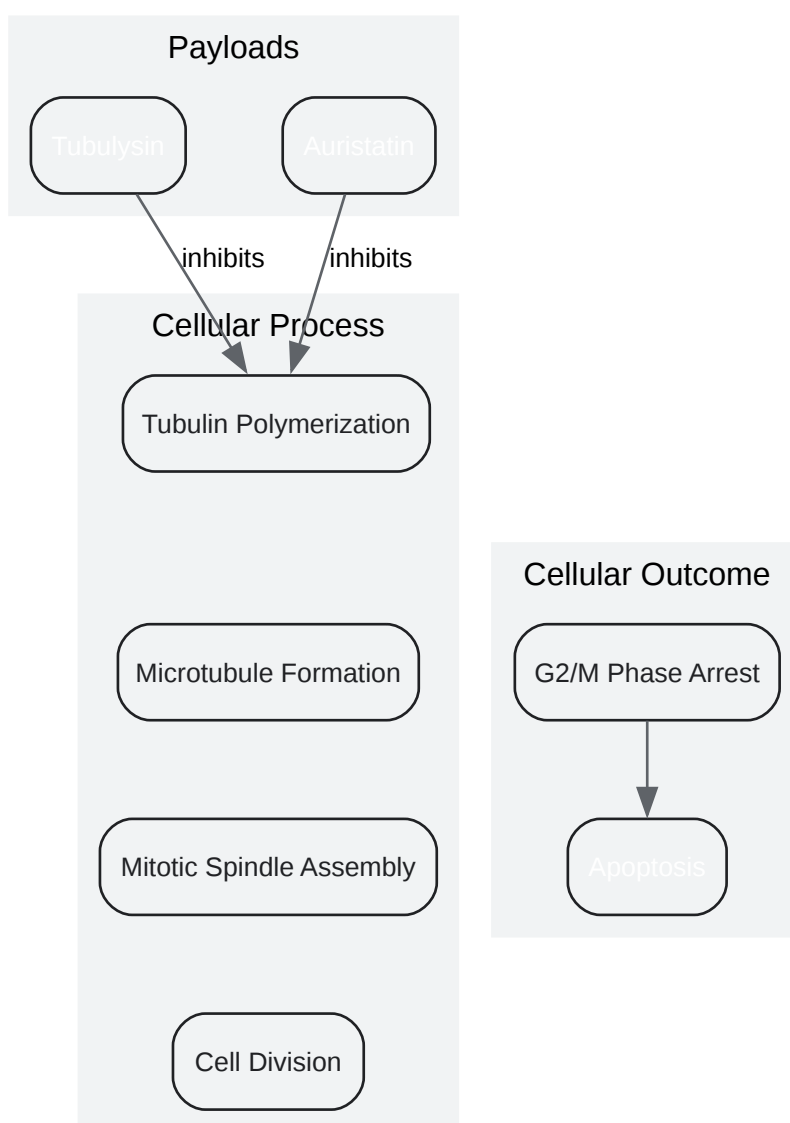 Payloads
Tubulysin
Auristatin
inhibits
inhibits
Cellular Process
Tubulin Polymerization
Cellular Outcome
Microtubule Formation
G2/M Phase Arrest
Mitotic Spindle Assembly
Apoptosis
Cell Division